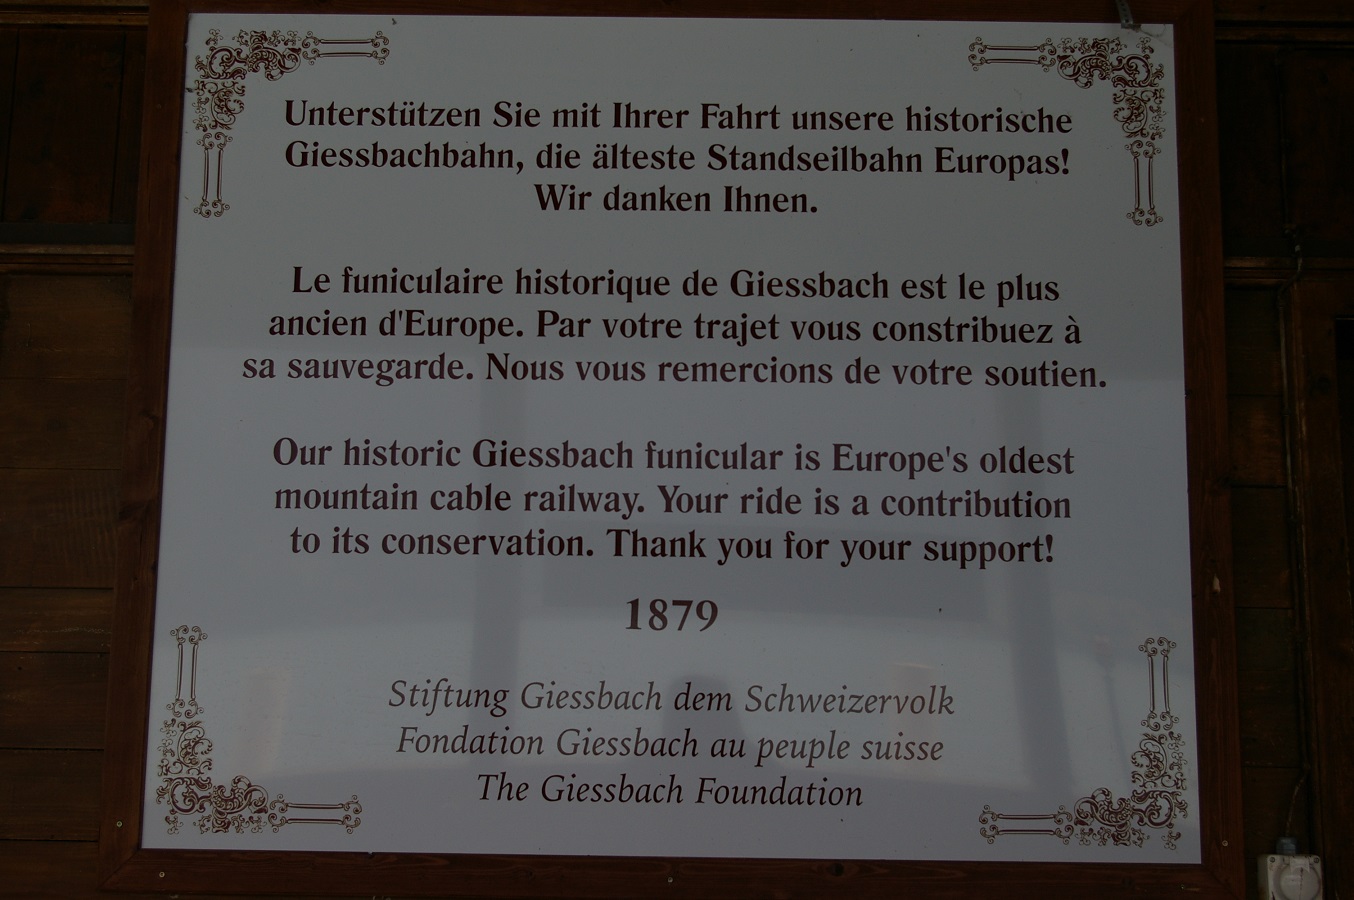 Unterstützen Sie mit Ihrer Fahrt unsere historische
Giessbachbahn, die älteste Standseilbahn Europas!
Wir danken Ihnen.
Le funiculaire historique de Giessbach est le plus
ancien d'Europe. Par votre trajet vous constribuez à
sa sauvegarde. Nous vous remercions de votre soutien.
Our historic Giessbach funicular is Europe's oldest
mountain cable railway. Your ride is a contribution
to its conservation. Thank you for your support!
1879
Stiftung Giessbach dem Schweizervolk
Fondation Giessbach au peuple suisse
The Giessbach Foundation